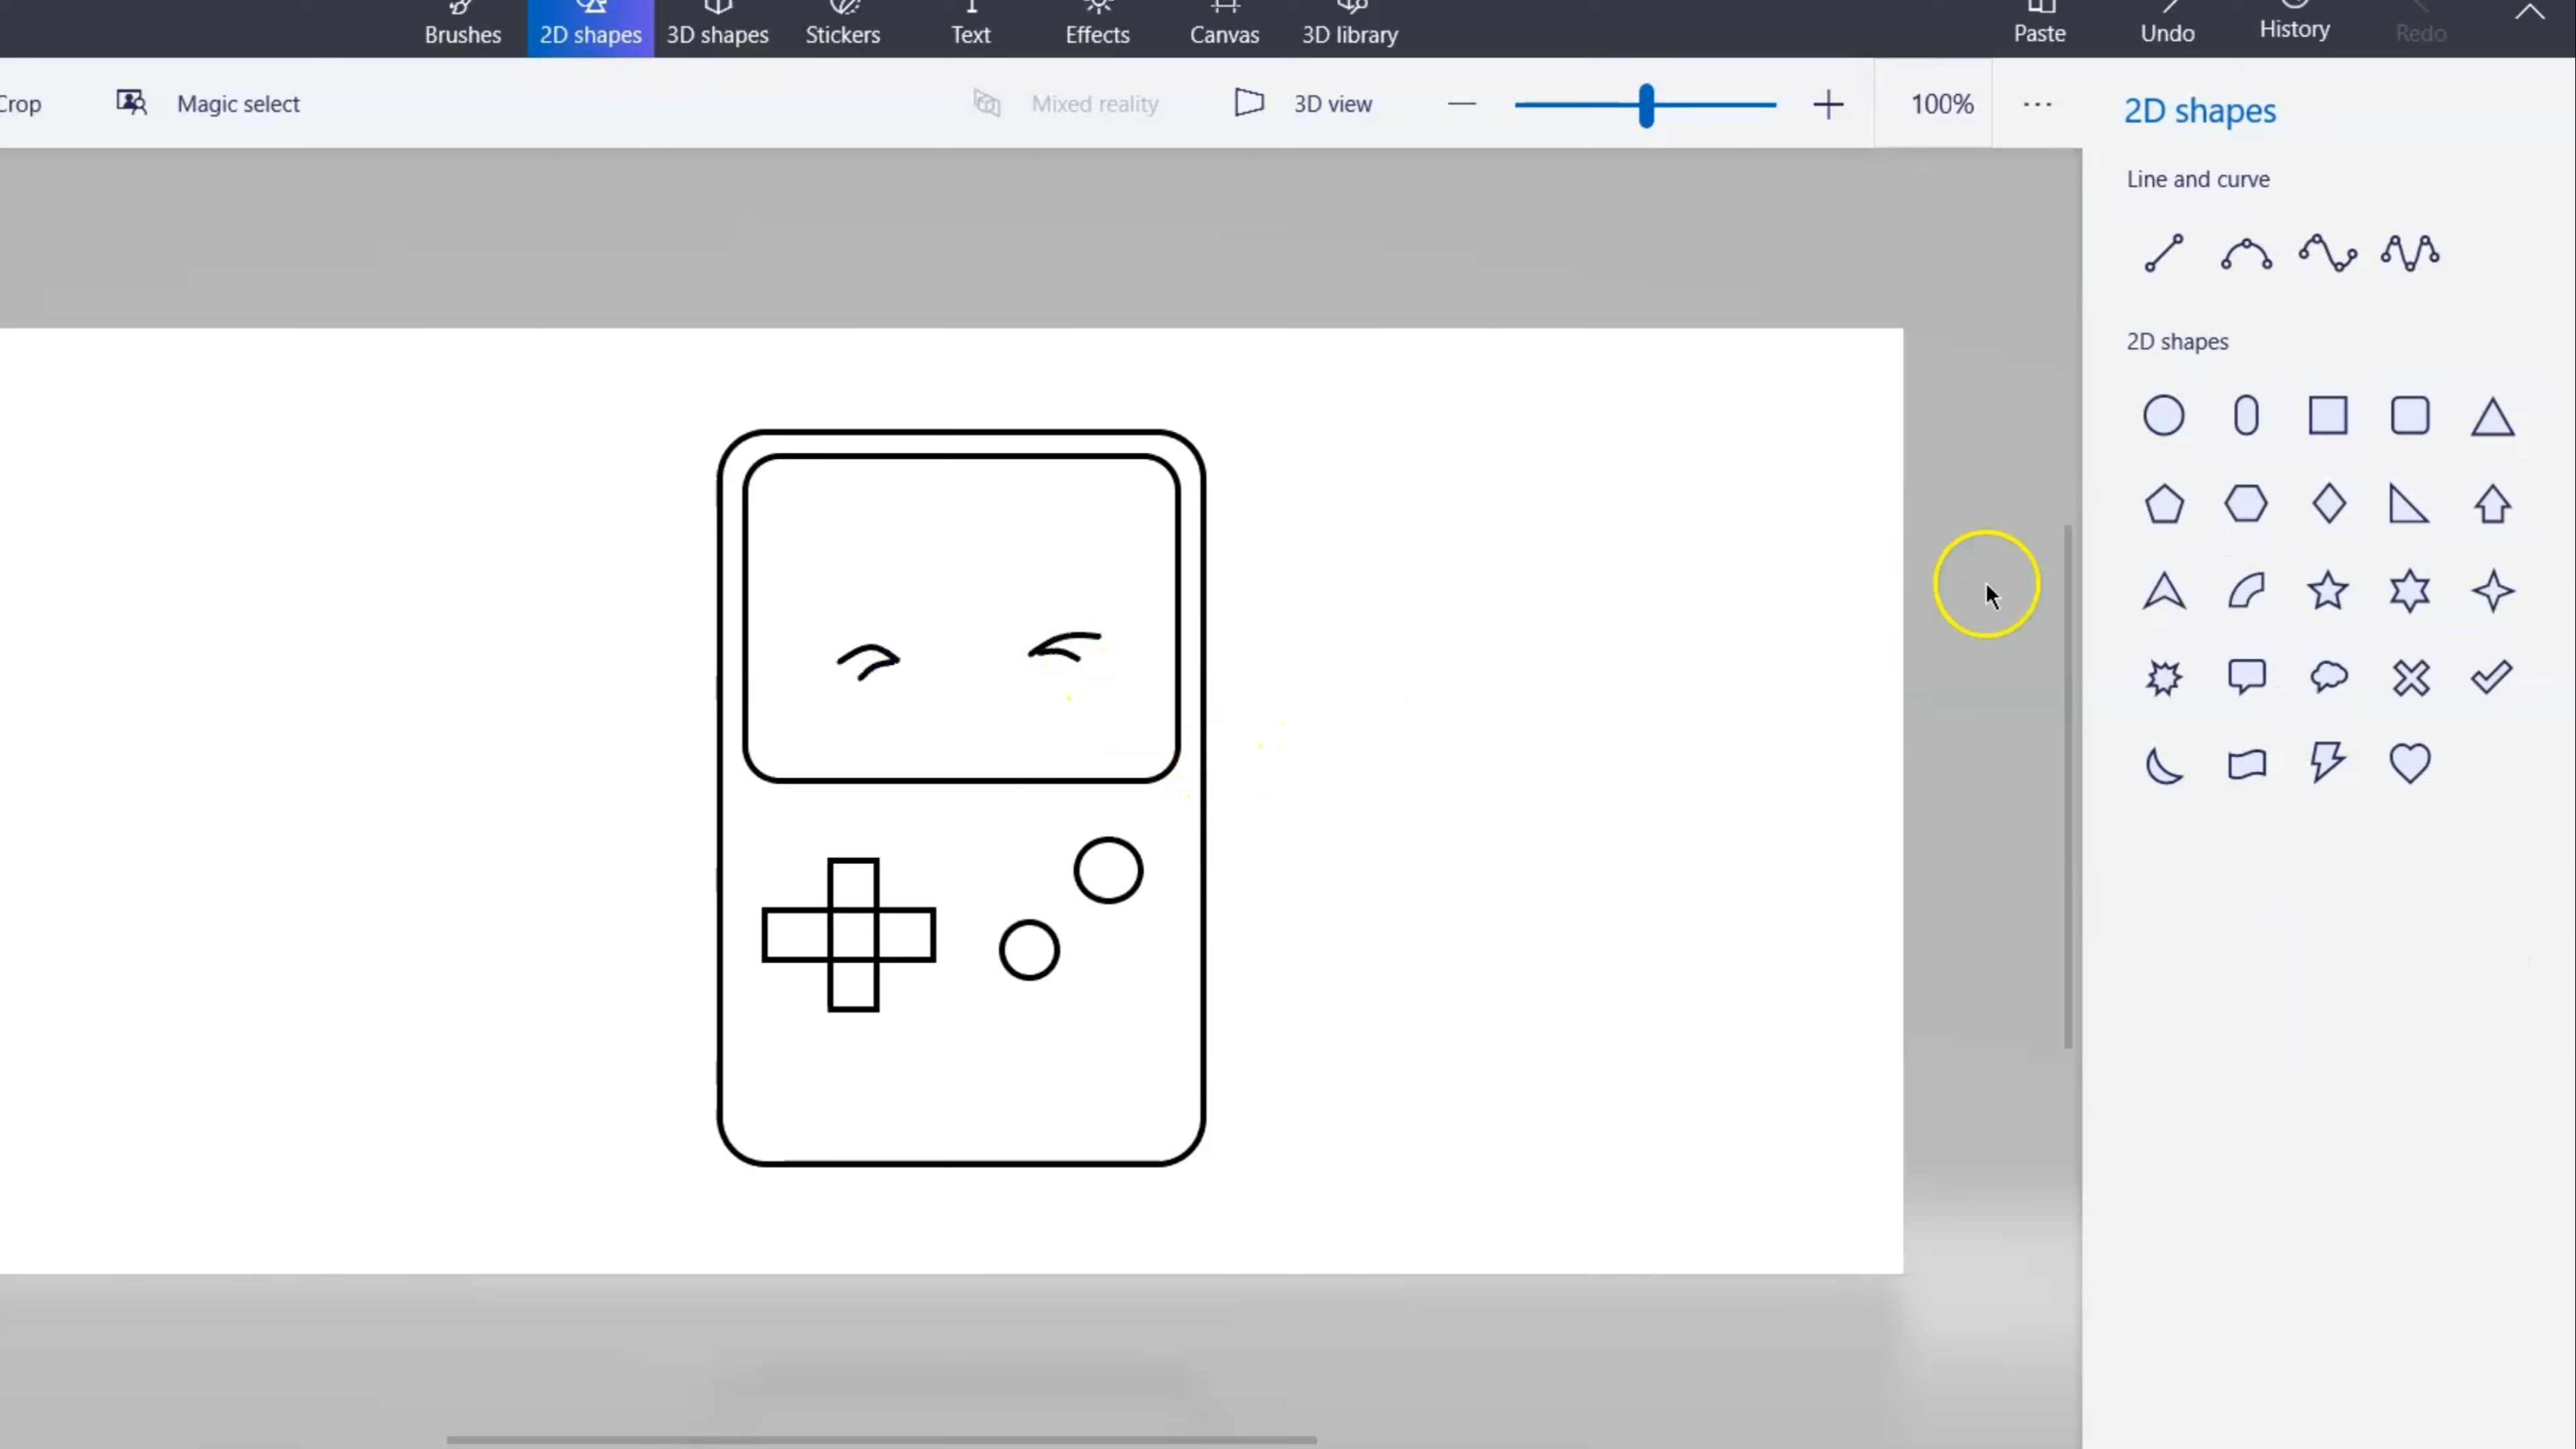 Brushes
2D shapes
3D shapes
Stickers
Text
Effects
Canvas
3D library
Paste
Undo
History
Redo
Crop
Magic select
Mixed reality
3D view
100%
2D shapes
Line and curve
2D shapes